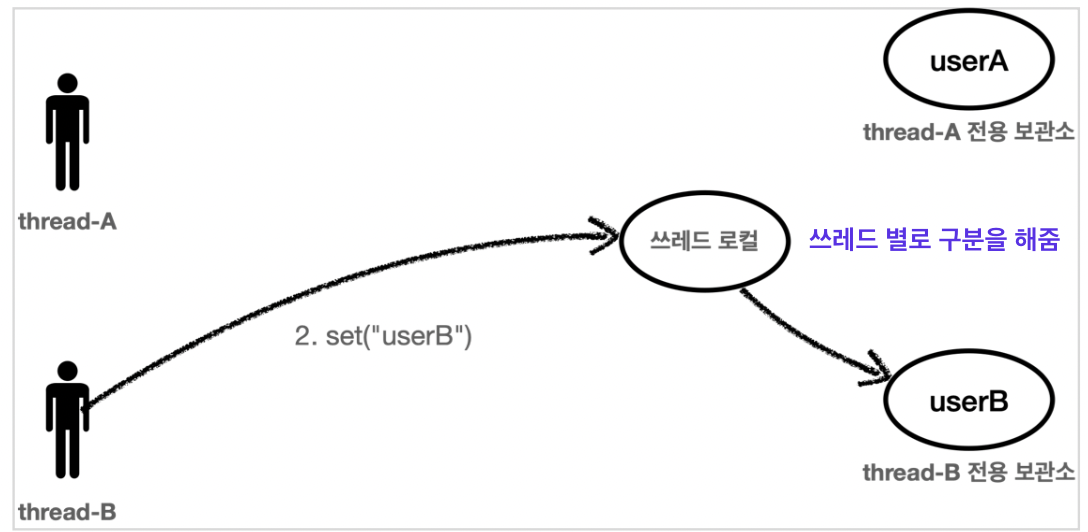 userA
thread-A 전용 보관소
thread-A
쓰레드 로컬
쓰레드 별로 구분을 해줌
2. set("userB")
userB
thread-B 전용 보관소
thread-B